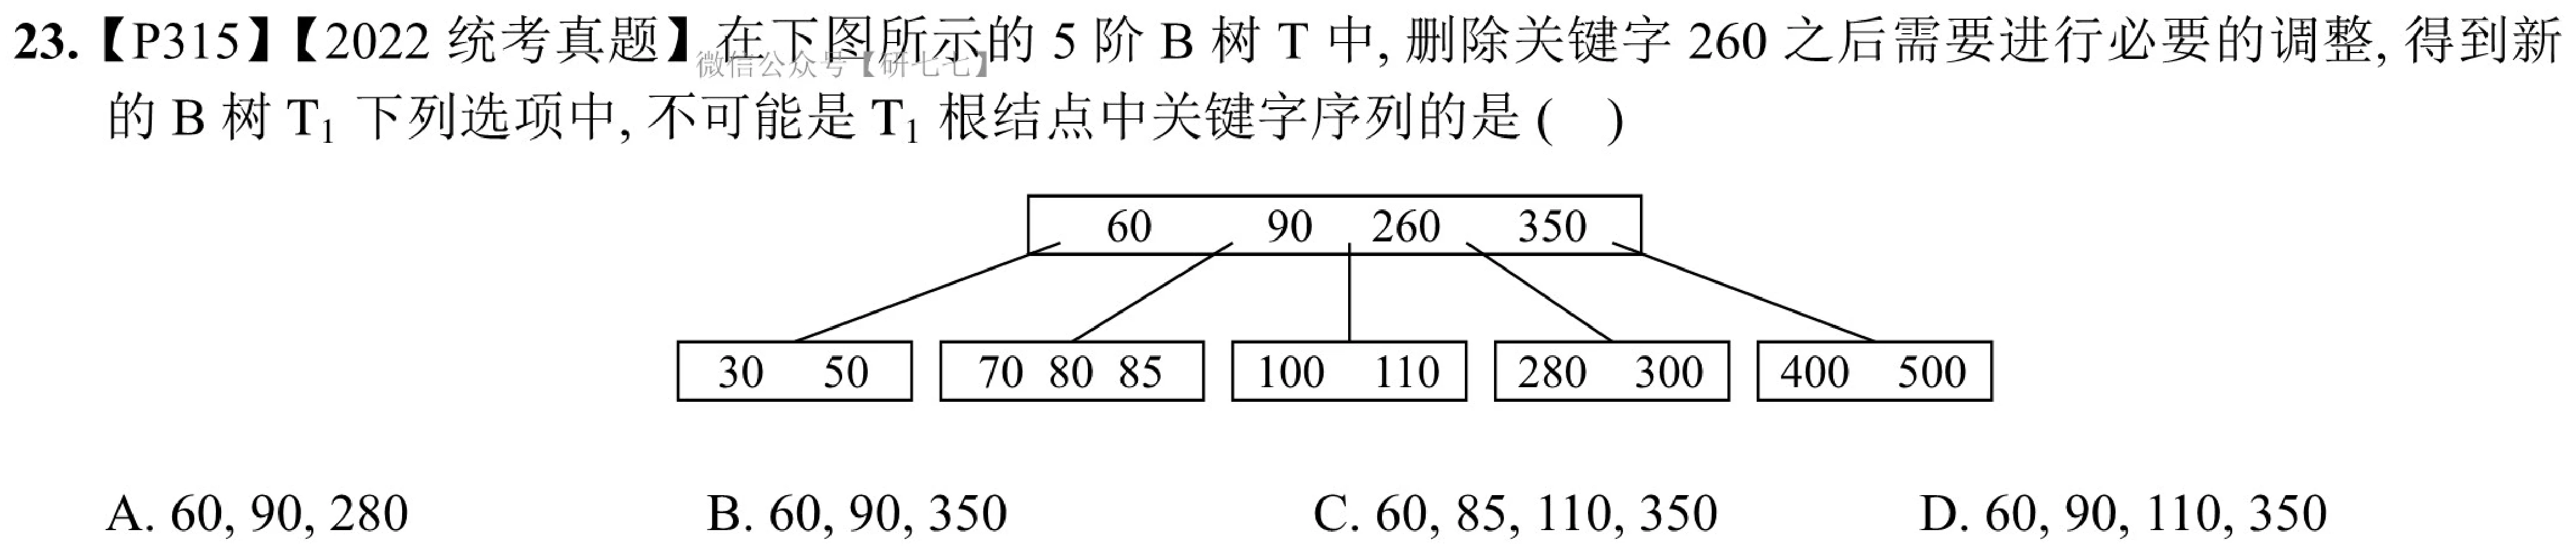 23.【P315】【2022 统考真题】在下图所示的 5 阶 B 树 T 中, 删除关键字 260 之后需要进行必要的调整, 得到新
微信公众号【研七七】
的 B 树 T₁ 下列选项中, 不可能是 T₁ 根结点中关键字序列的是 ( )
60 90 260 350
30 50 70 80 85 100 110 280 300 400 500
A. 60, 90, 280 B. 60, 90, 350 C. 60, 85, 110, 350 D. 60, 90, 110, 350